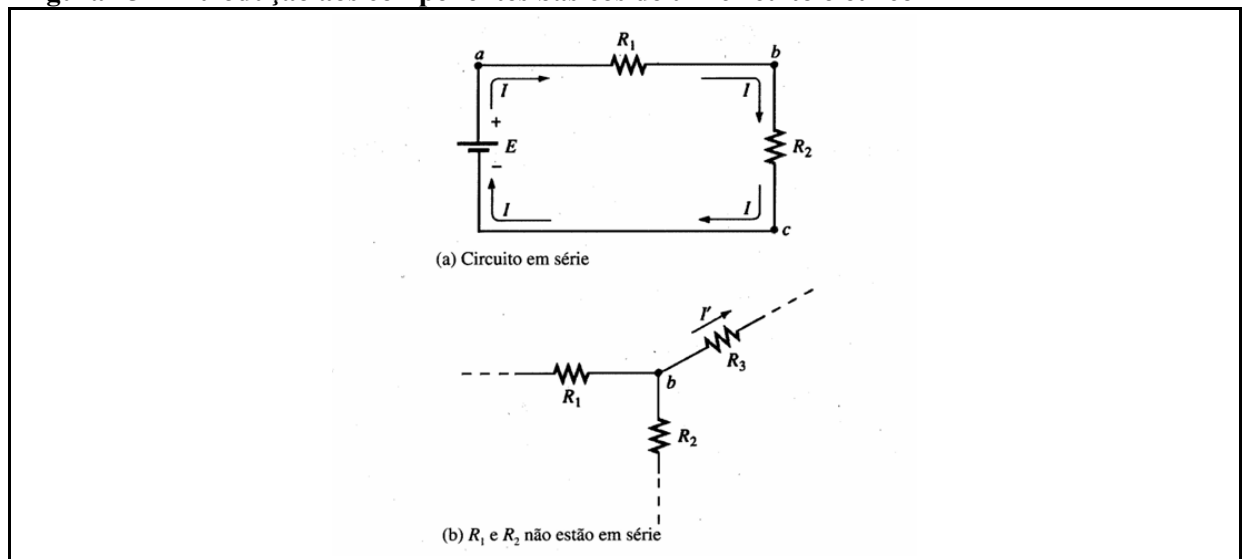 a
R₁
b
I
I
+
E
R₂
−
I
I
c
(a) Circuito em série
I′
R₃
b
R₁
R₂
(b) R₁ e R₂ não estão em série